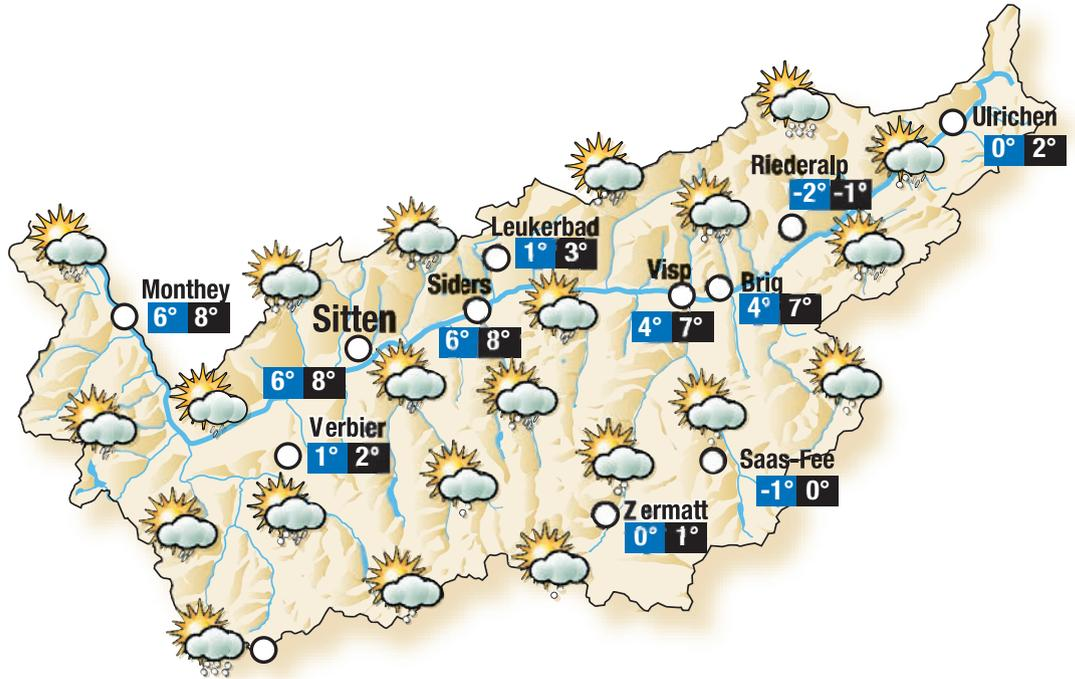 Ulrichen
0° 2°
Riederalp
-2° -1°
Leukerbad
1° 3°
Visp
4° 7°
Brig
4° 7°
Siders
6° 8°
Monthey
6° 8°
Sitten
6° 8°
Verbier
1° 2°
Saas-Fee
-1° 0°
Zermatt
0° 1°